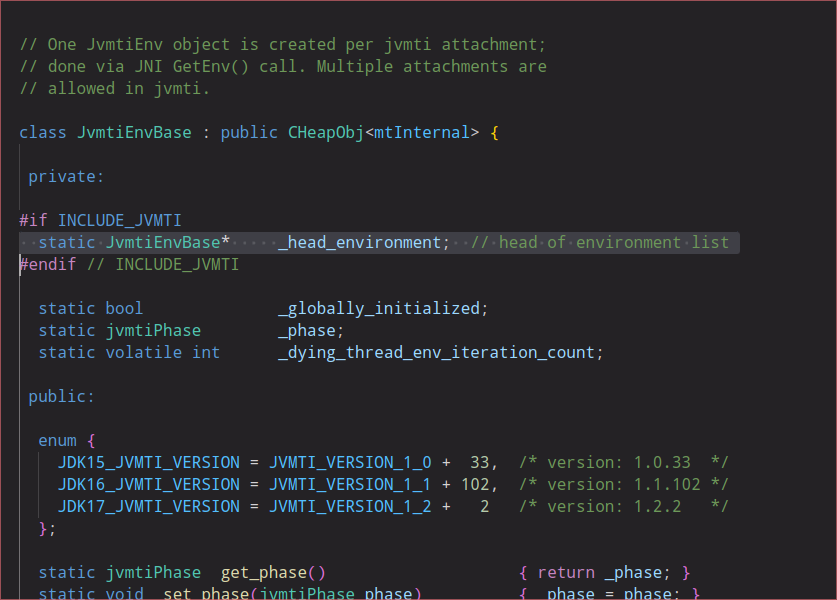 // One JvmtiEnv object is created per jvmti attachment;
// done via JNI GetEnv() call. Multiple attachments are
// allowed in jvmti.
class JvmtiEnvBase : public CHeapObj<mtInternal> {
private:
#if INCLUDE_JVMTI
static JvmtiEnvBase* _head_environment; // head of environment list
#endif // INCLUDE_JVMTI
static bool _globally_initialized;
static jvmtiPhase _phase;
static volatile int _dying_thread_env_iteration_count;
public:
enum {
JDK15_JVMTI_VERSION = JVMTI_VERSION_1_0 + 33, /* version: 1.0.33 */
JDK16_JVMTI_VERSION = JVMTI_VERSION_1_1 + 102, /* version: 1.1.102 */
JDK17_JVMTI_VERSION = JVMTI_VERSION_1_2 + 2 /* version: 1.2.2 */
};
static jvmtiPhase get_phase() { return _phase; }
static void set_phase(jvmtiPhase phase) { _phase = phase; }